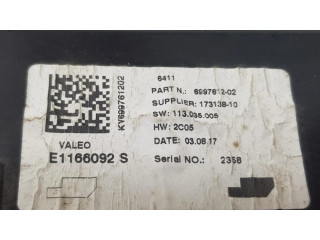 6411
PART N.: 6997612-02
SUPPLIER: 173138-10
SW: 113.035.005
HW: 2C05
DATE: 03.08.17
Serial NO.: 2358
KY699761202
VALEO
E1166092 S